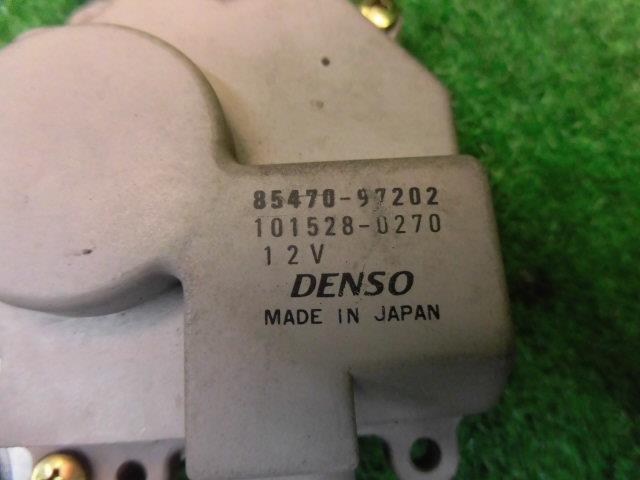 85470-97202
101528-0270
12V
DENSO
MADE IN JAPAN